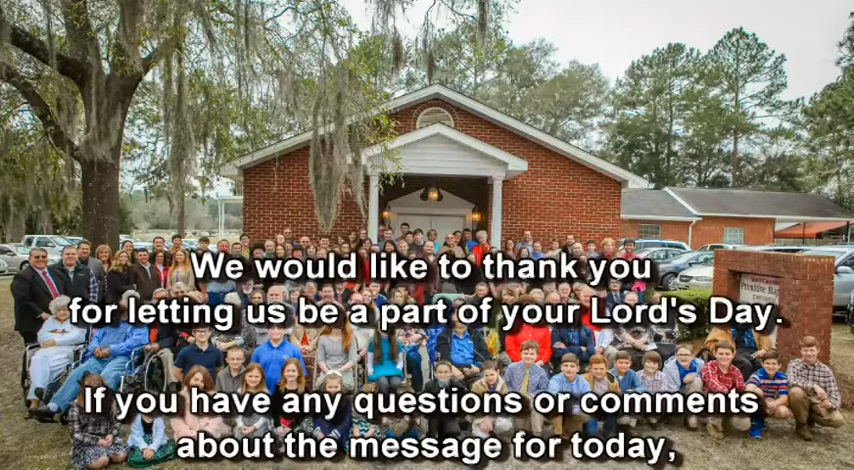 We would like to thank you
for letting us be a part of your Lord's Day.
Primitive
If you have any questions or comments
about the message for today,